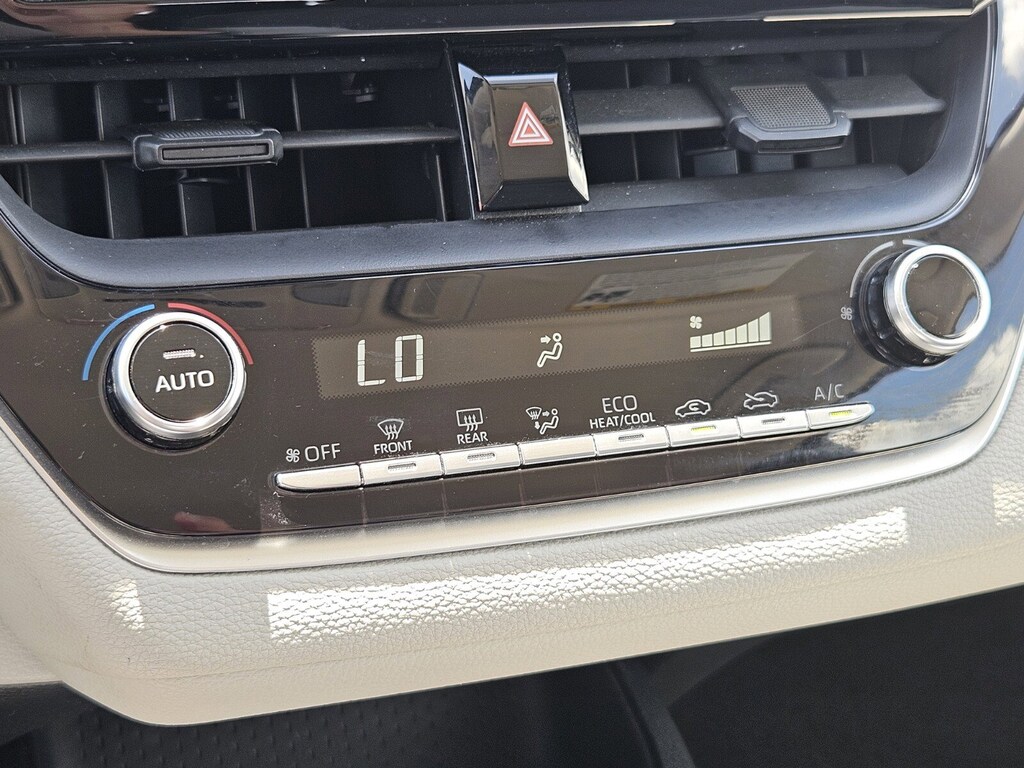 LO
AUTO
OFF
FRONT
REAR
ECO
HEAT/COOL
A/C